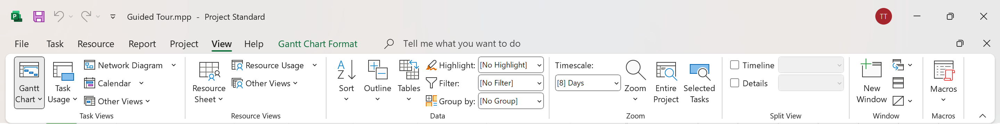 Guided Tour.mpp - Project Standard
TT
File Task Resource Report Project View Help Gantt Chart Format Tell me what you want to do
Gantt Chart
Task Usage
Network Diagram
Calendar
Other Views
Task Views
Resource Sheet
Resource Usage
Other Views
Resource Views
Sort
Outline
Tables
Highlight: [No Highlight]
Filter: [No Filter]
Group by: [No Group]
Data
Timescale:
[8] Days
Zoom
Entire Project
Selected Tasks
Zoom
Timeline
Details
Split View
New Window
Window
Macros
Macros